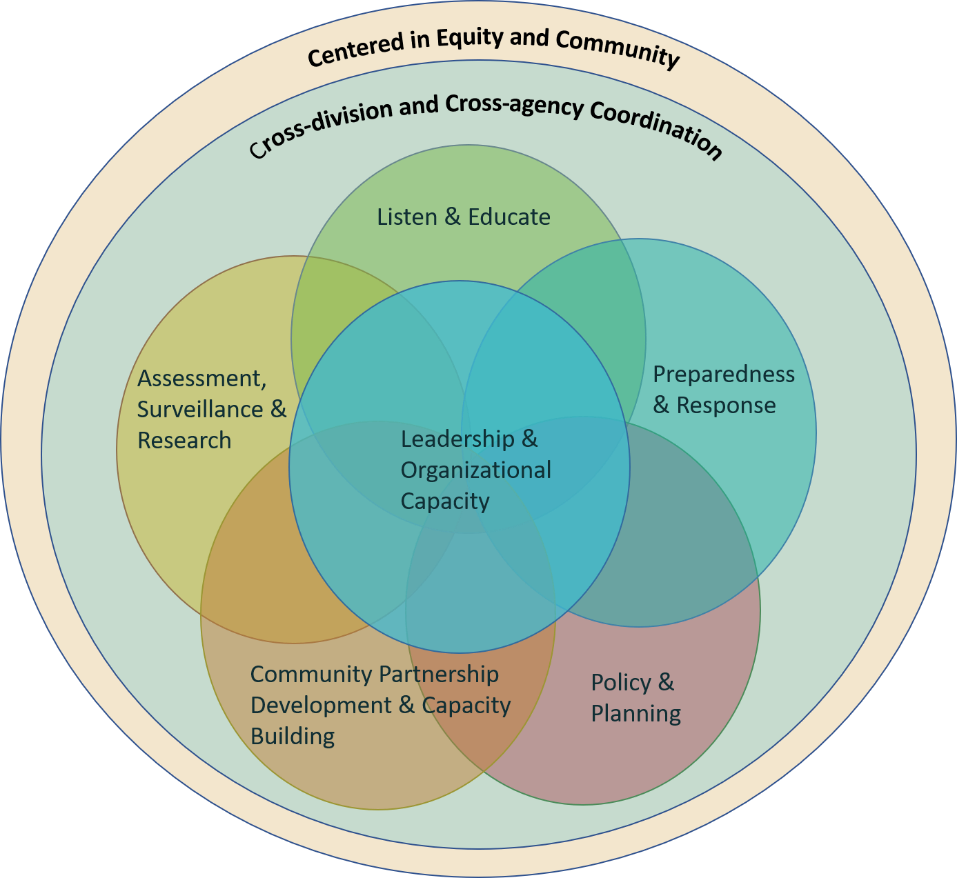 Centered in Equity and Community
Cross-division and Cross-agency Coordination
Listen & Educate
Assessment,
Surveillance &
Research
Preparedness
& Response
Leadership &
Organizational
Capacity
Community Partnership
Development & Capacity
Building
Policy &
Planning